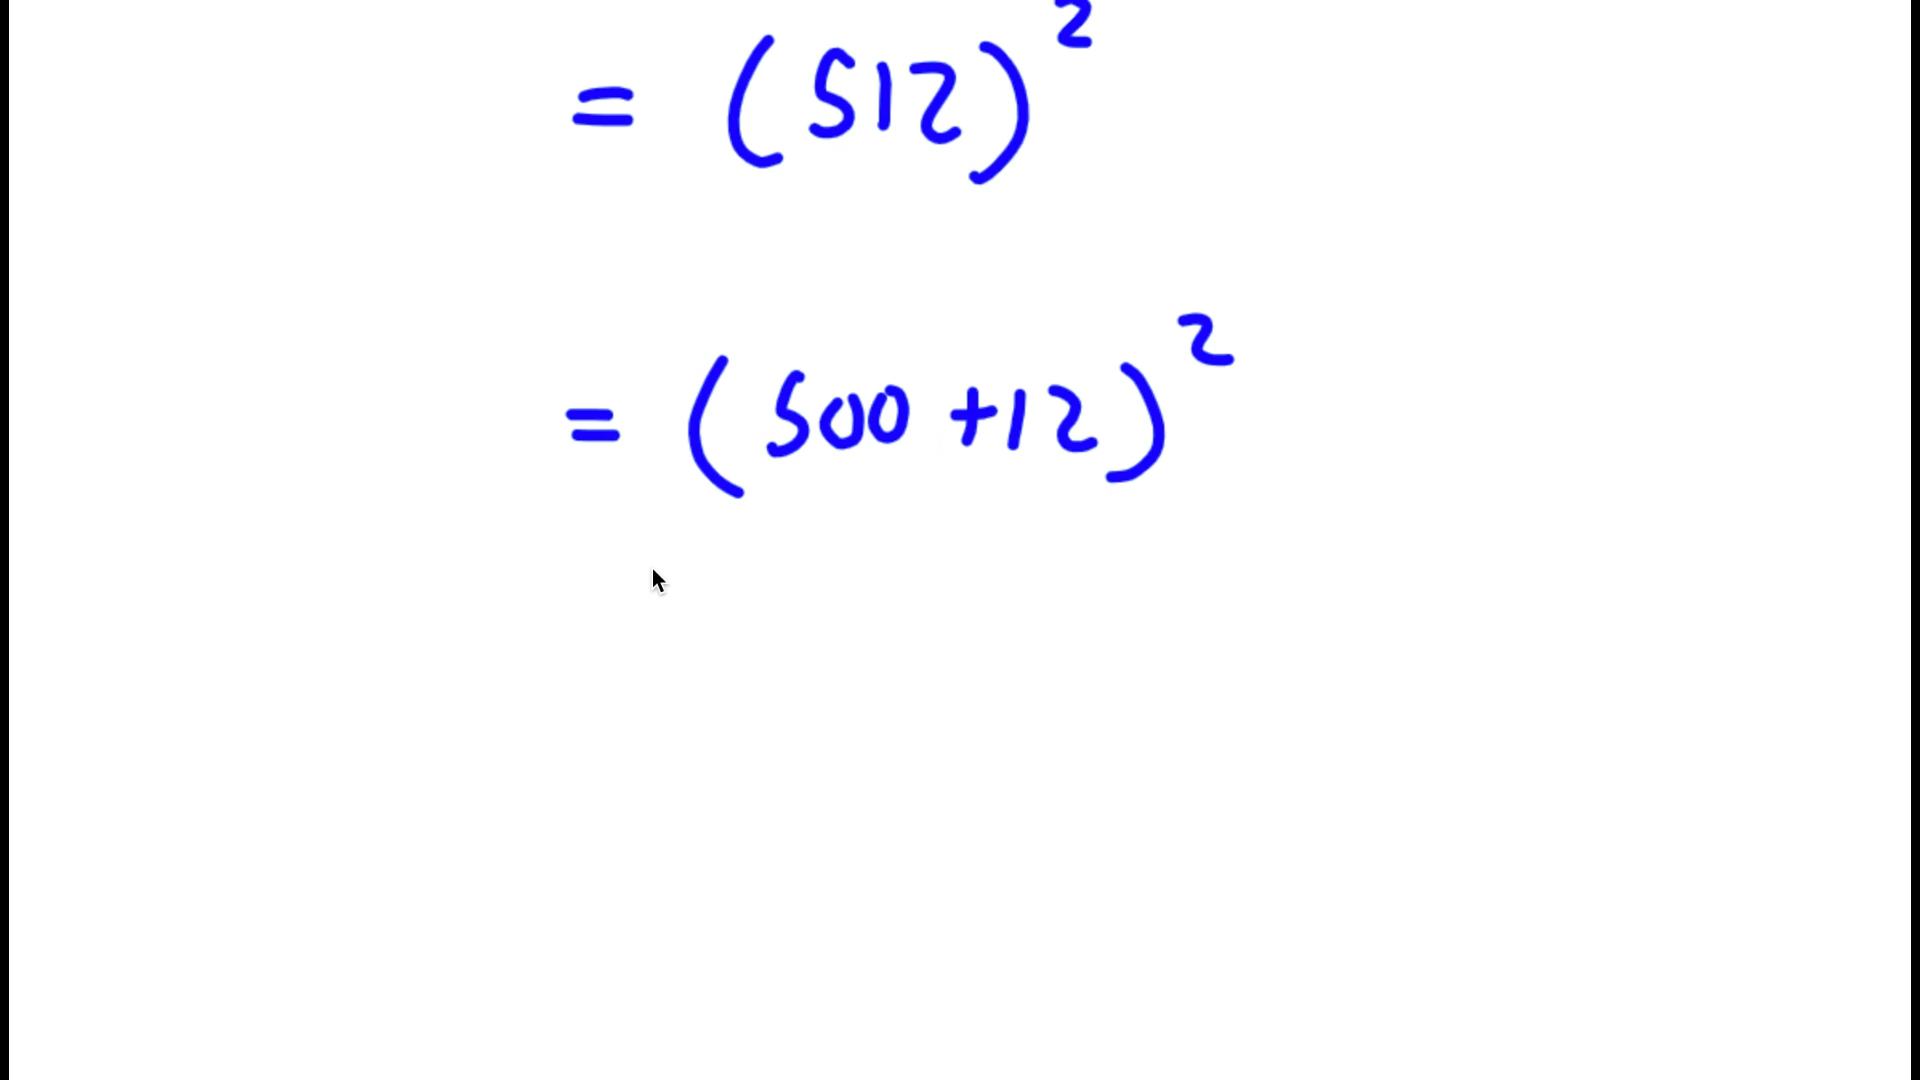 = (512)²
= (500 +12)²